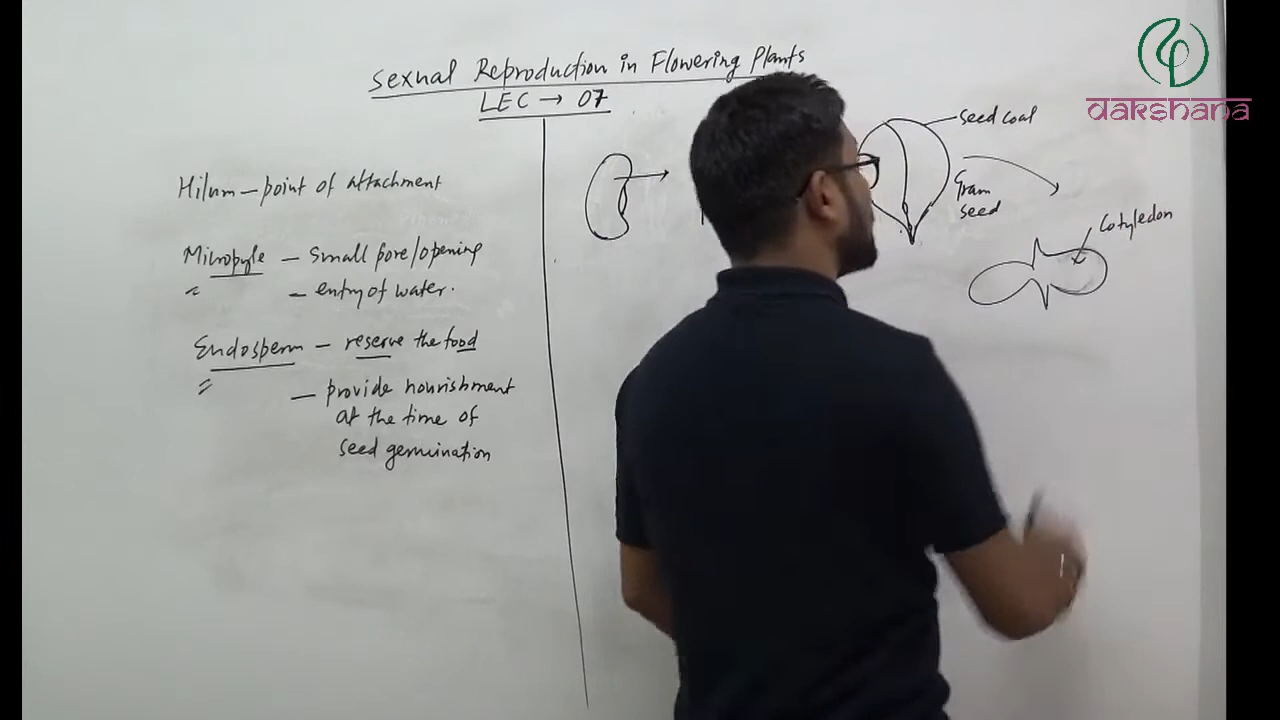 Sexual Reproduction in Flowering Plants
LEC → 07
Hilum – point of attachment
Micropyle – Small pore/opening
– entry of water.
Endosperm – reserve the food
– provide nourishment
at the time of
seed germination
seed coat
Gram
seed
Cotyledon
darshana